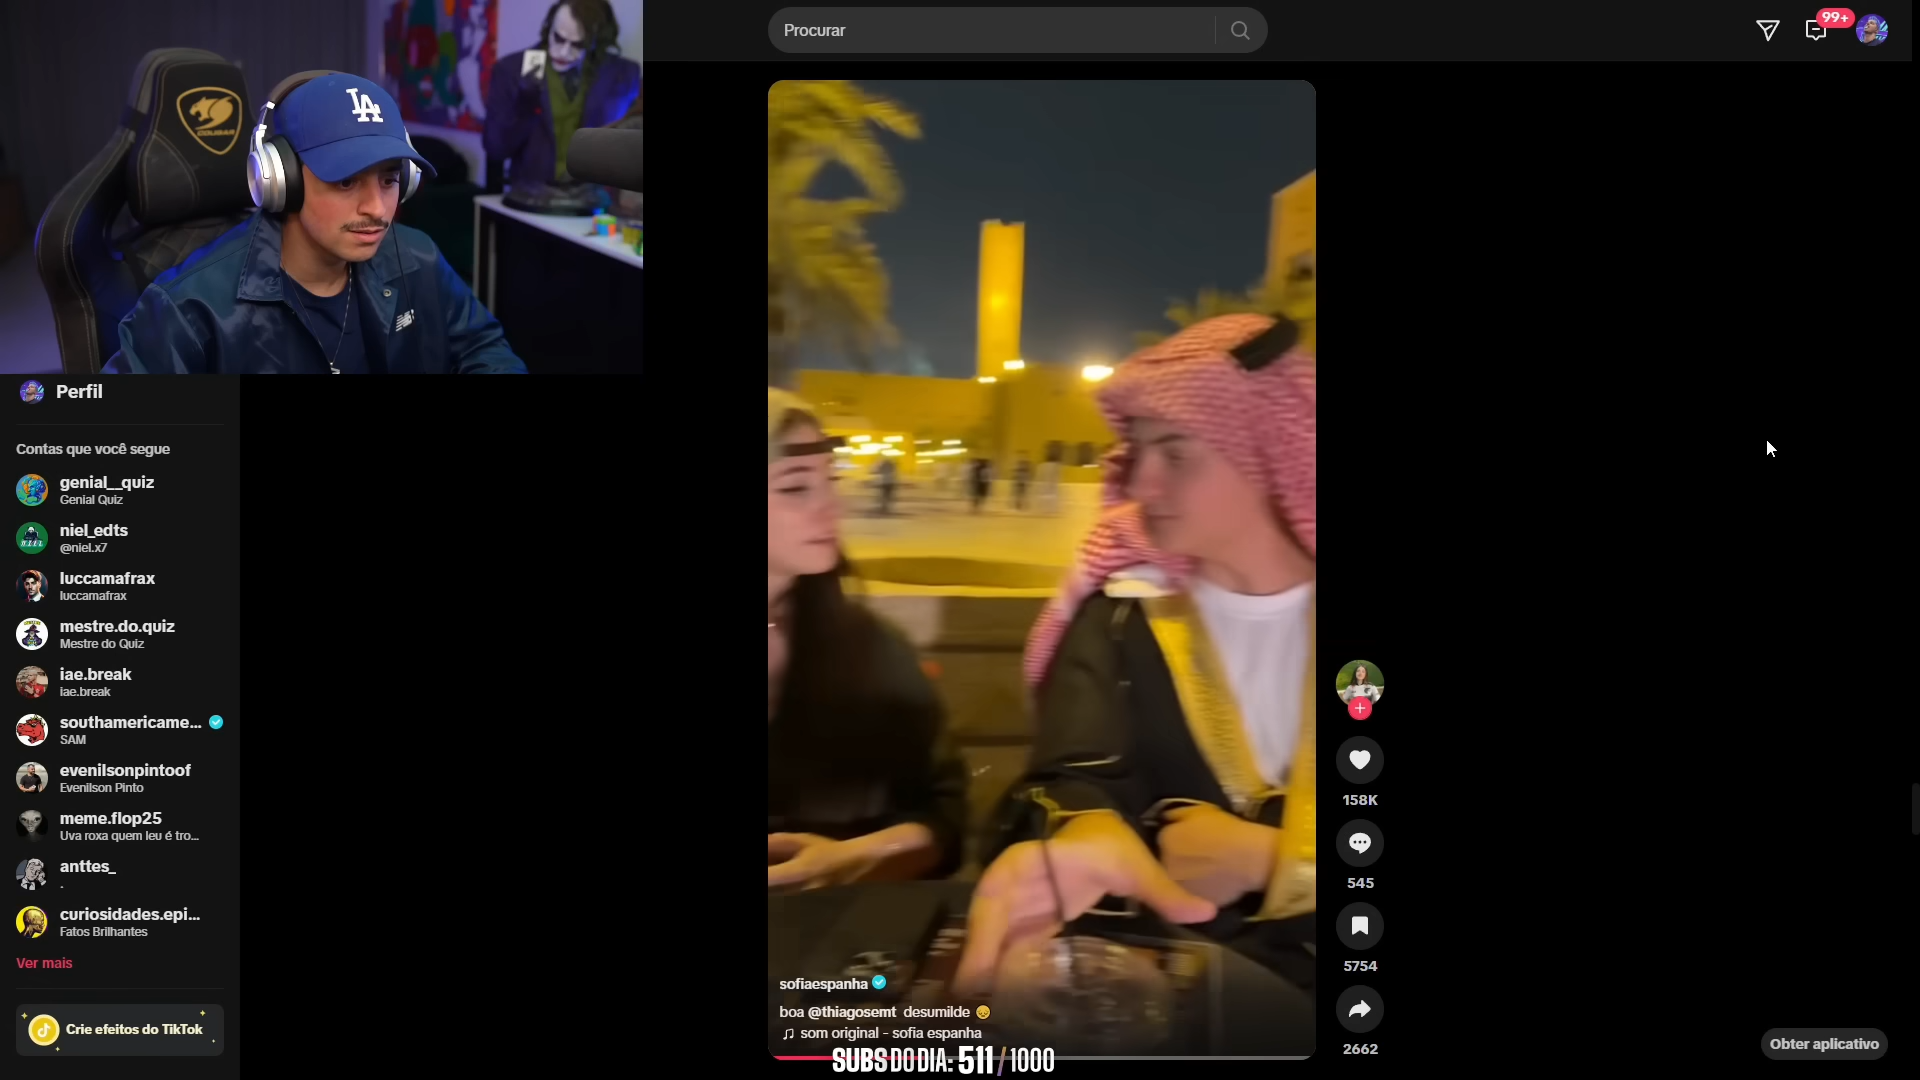 LA
COUGAR
Procurar
99+
Perfil
Contas que você segue
genial__quiz
Genial Quiz
niel_edts
@niel.x7
luccamafrax
luccamafrax
mestre.do.quiz
Mestre do Quiz
iae.break
iae.break
southamericame...
SAM
evenilsonpintoof
Evenilson Pinto
meme.flop25
Uva roxa quem leu é tro...
anttes_
.
curiosidades.epi...
Fatos Brilhantes
Ver mais
Crie efeitos do TikTok
158K
545
5754
2662
sofiaespanha
boa @thiagosemt desumilde 😞
som original - sofia espanha
SUBS DO DIA: 511 / 1000
Obter aplicativo